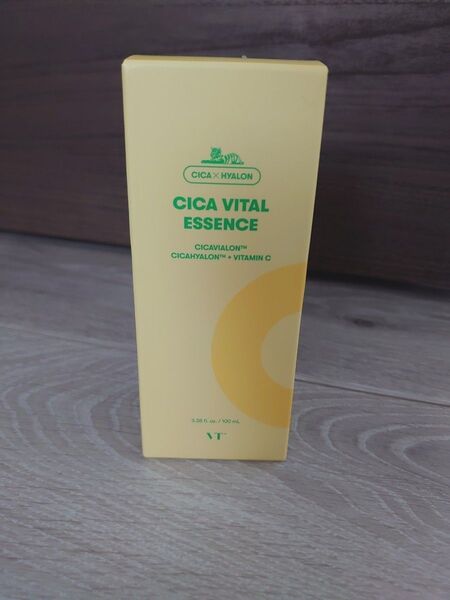 CICA × HYALON
CICA VITAL
ESSENCE
CICAVIALON™
CICAHYALON™ + VITAMIN C
3.38 fl. oz. / 100 mL
VT